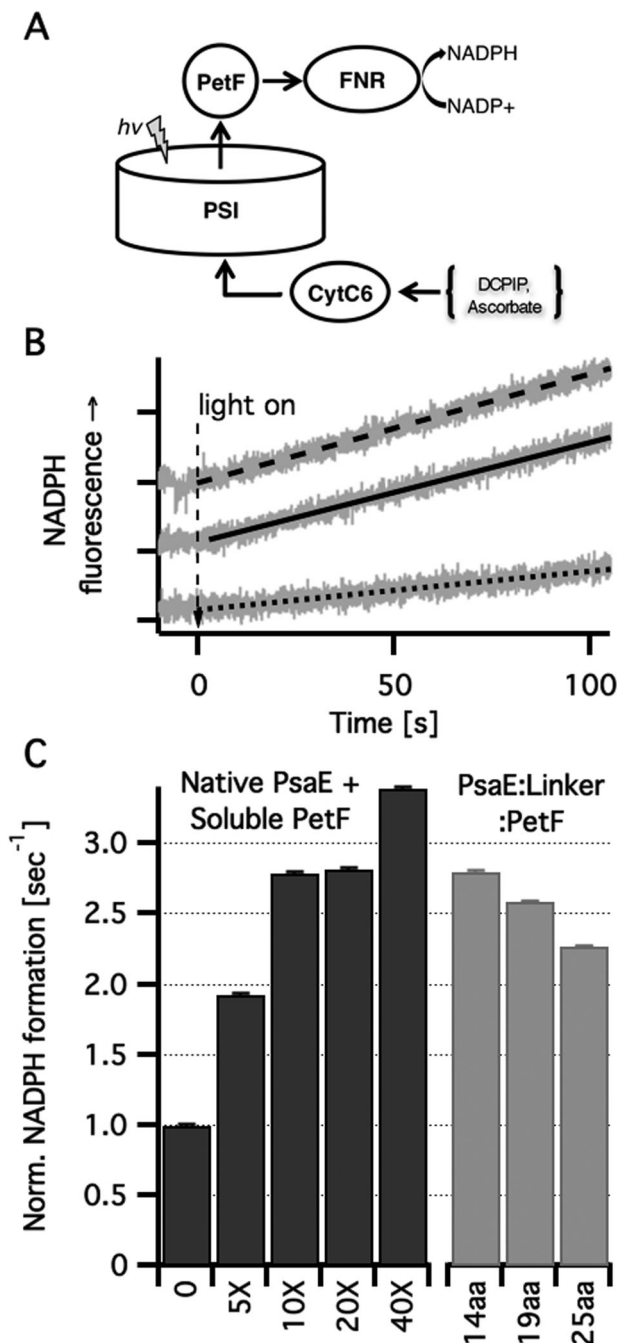 A
NADPH
PetF
FNR
NADP+
hν
PSI
CytC6
DCPIP,
Ascorbate
B
light on
NADPH
fluorescence →
0
50
100
Time [s]
C
Native PsaE +
Soluble PetF
PsaE:Linker
:PetF
Norm. NADPH formation [sec⁻¹]
3.0
2.5
2.0
1.5
1.0
0.5
0
0
5X
10X
20X
40X
14aa
19aa
25aa